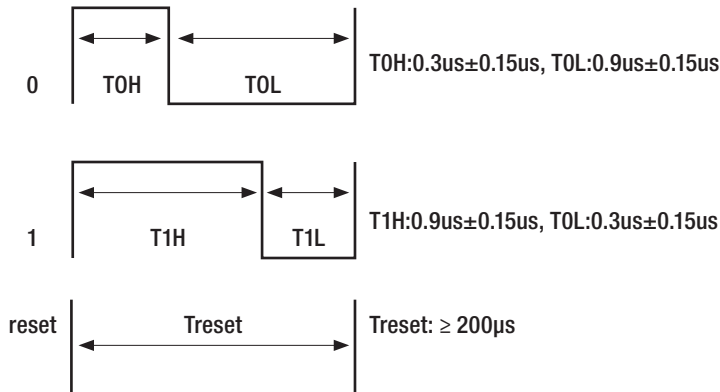 T0H T0L
0
T0H:0.3us±0.15us, T0L:0.9us±0.15us
T1H T1L
1
T1H:0.9us±0.15us, T0L:0.3us±0.15us
reset Treset Treset: ≥ 200µs